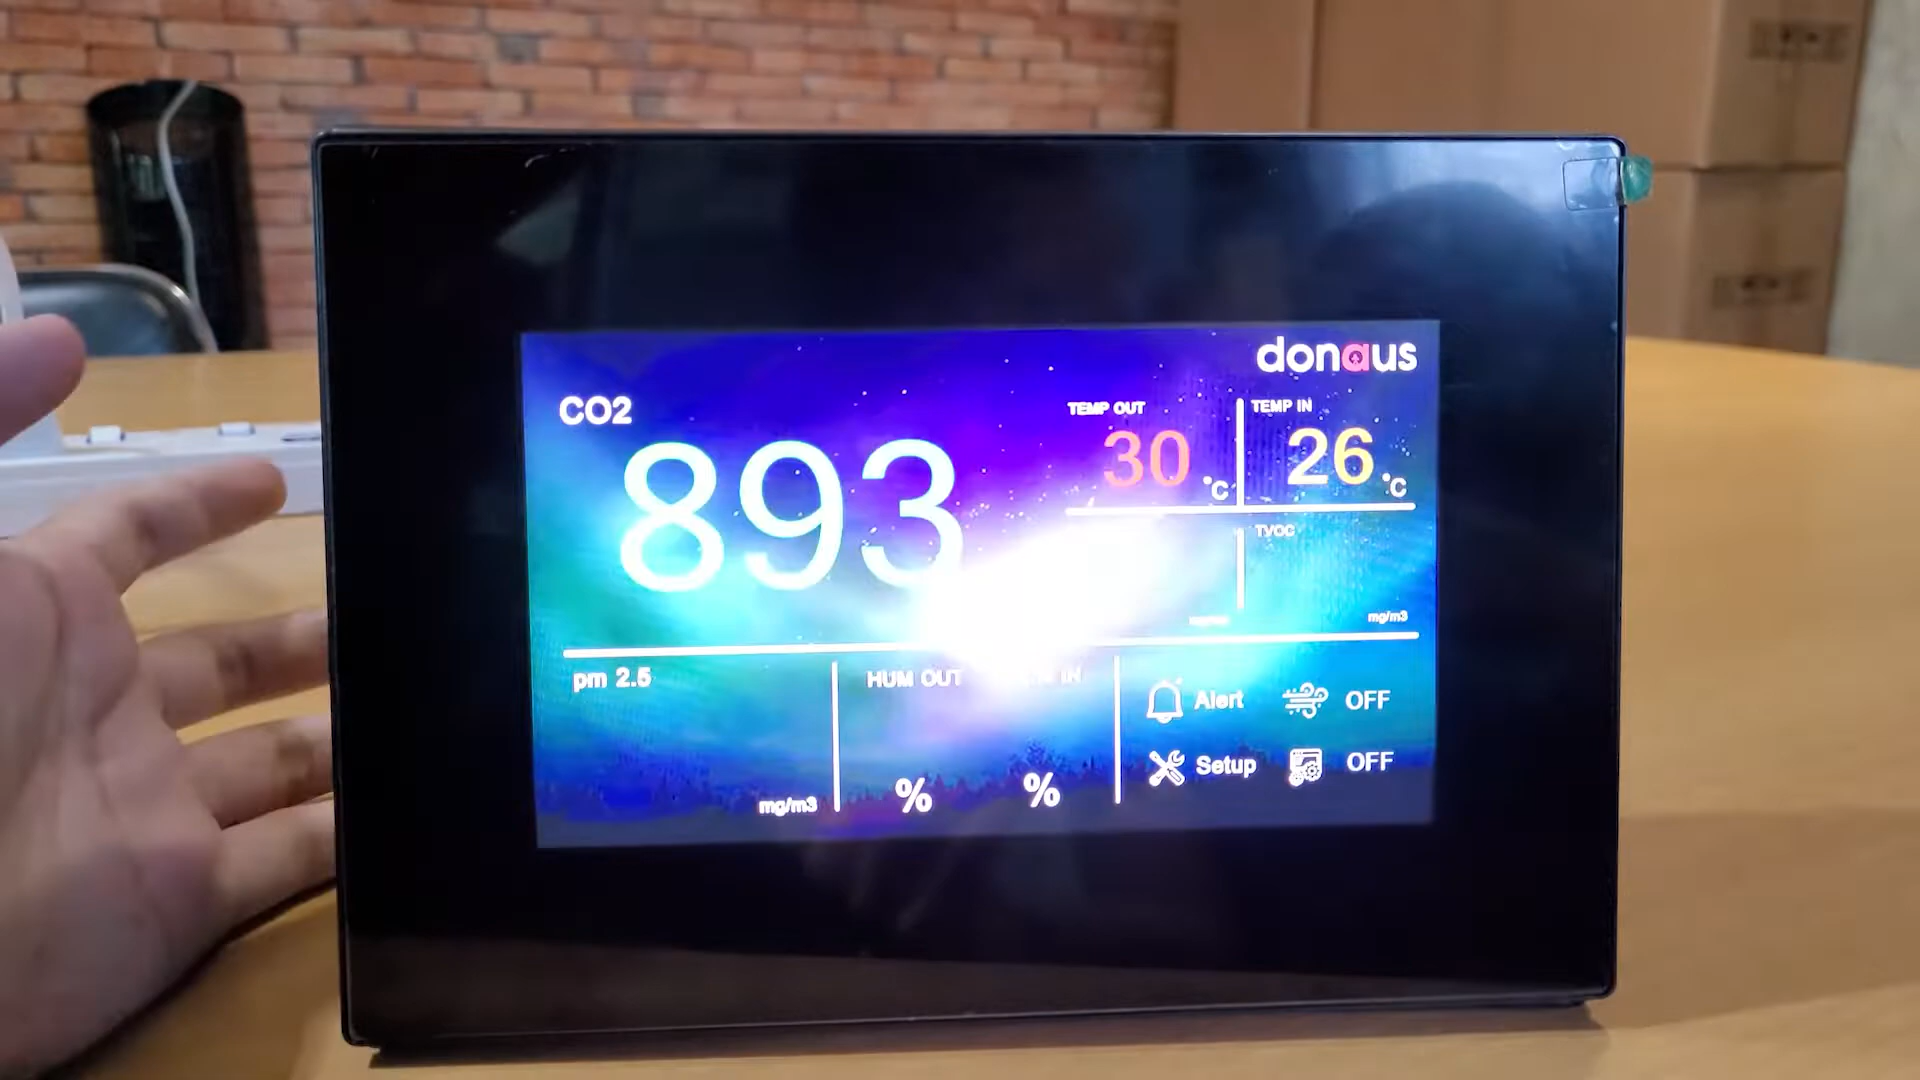 donaus
CO2
893
TEMP OUT
30 °C
TEMP IN
26 °C
TVOC
mg/m3
pm 2.5
mg/m3
HUM OUT
%
IN
%
Alert
OFF
Setup
OFF